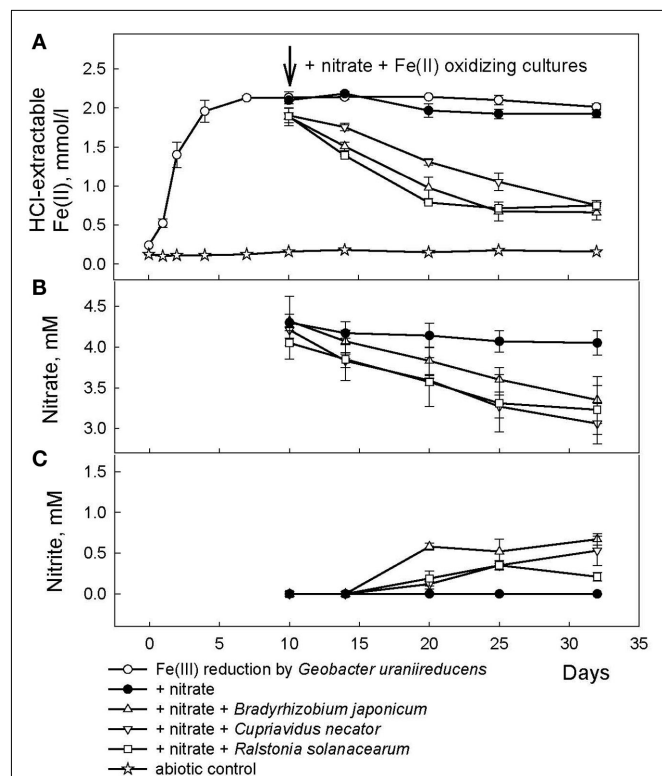 A
+ nitrate + Fe(II) oxidizing cultures
HCl-extractable
Fe(II), mmol/l
2.5
2.0
1.5
1.0
0.5
0.0
B
Nitrate, mM
4.5
4.0
3.5
3.0
C
Nitrite, mM
1.5
1.0
0.5
0.0
0 5 10 15 20 25 30 35
Days
Fe(III) reduction by Geobacter uraniireducens
+ nitrate
+ nitrate + Bradyrhizobium japonicum
+ nitrate + Cupriavidus necator
+ nitrate + Ralstonia solanacearum
abiotic control